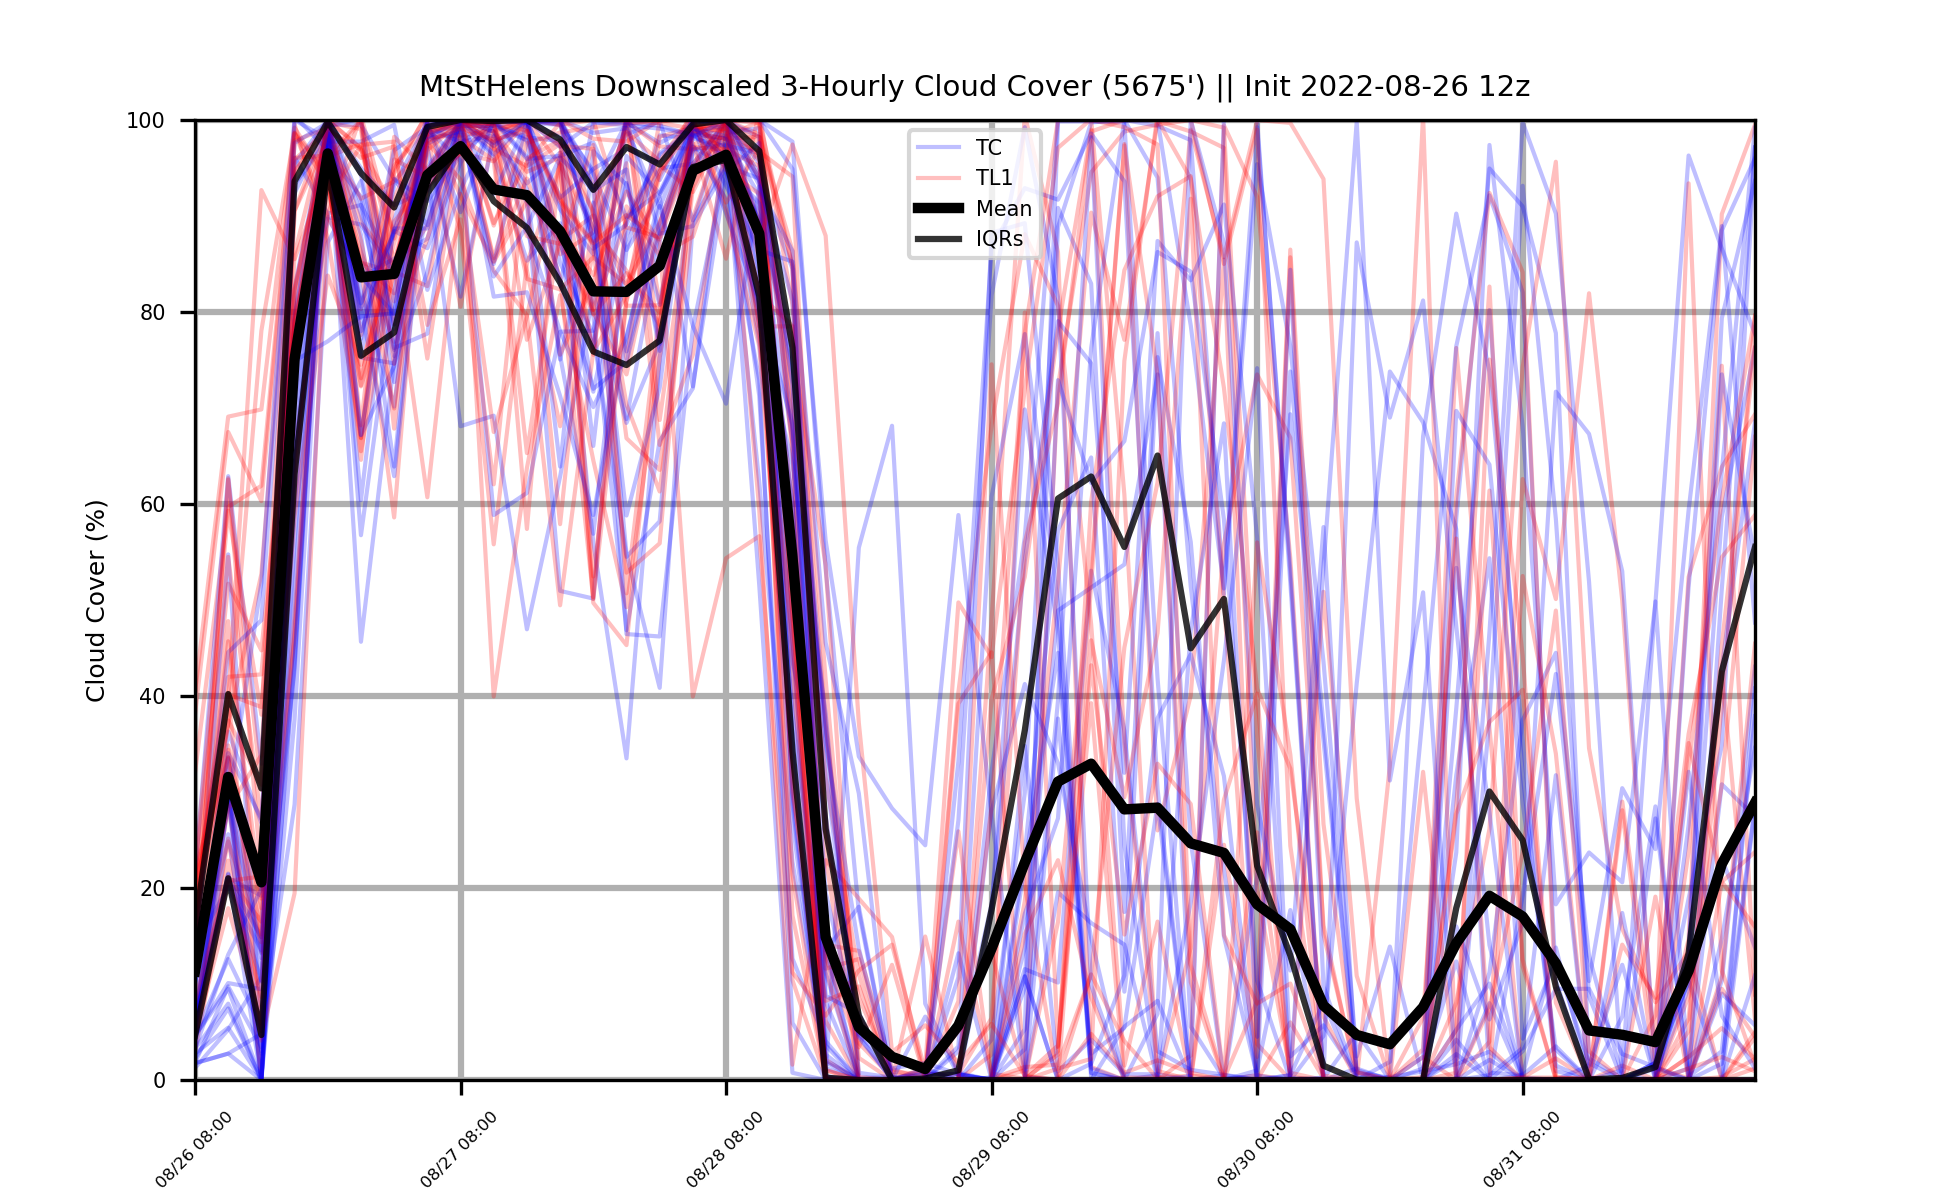 MtStHelens Downscaled 3-Hourly Cloud Cover (5675') || Init 2022-08-26 12z
100
80
60
40
20
0
Cloud Cover (%)
TC
TL1
Mean
IQRs
08/26 08:00
08/27 08:00
08/28 08:00
08/29 08:00
08/30 08:00
08/31 08:00